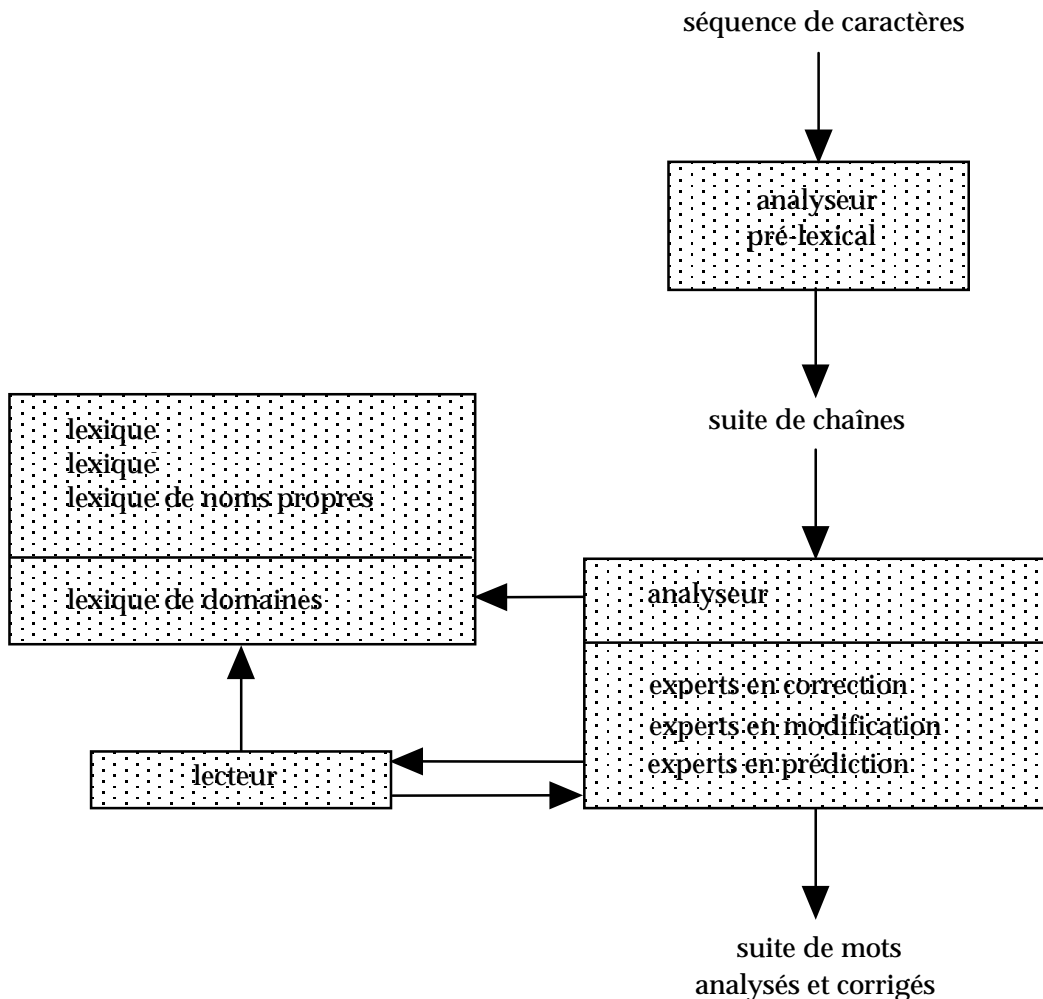 séquence de caractères
analyseur
pré-lexical
suite de chaînes
lexique
lexique
lexique de noms propres
lexique de domaines
analyseur
experts en correction
experts en modification
experts en prédiction
lecteur
suite de mots
analysés et corrigés